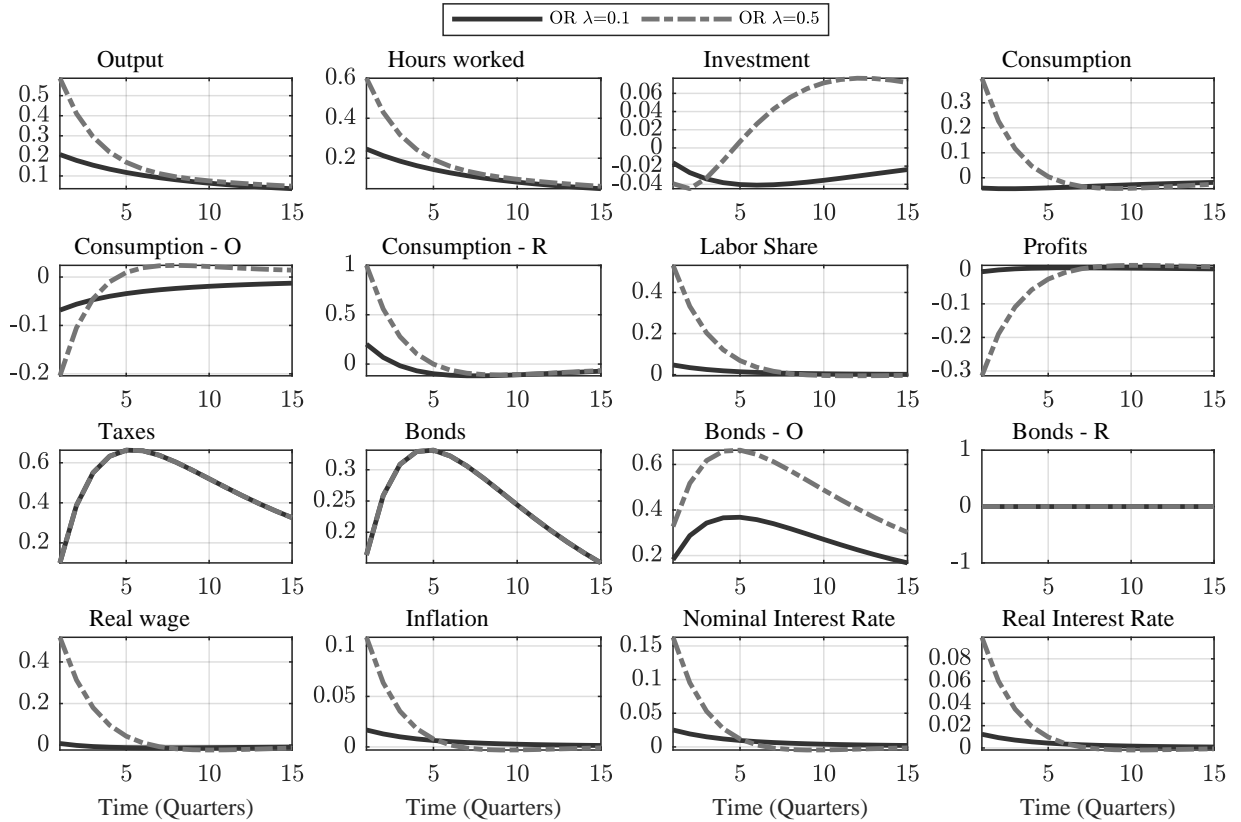 OR λ=0.1 OR λ=0.5
Output
0.5
0.4
0.3
0.2
0.1
5 10 15
Hours worked
0.6
0.4
0.2
5 10 15
Investment
0.06
0.04
0.02
0
-0.02
-0.04
5 10 15
Consumption
0.3
0.2
0.1
0
5 10 15
Consumption - O
0
-0.1
-0.2
5 10 15
Consumption - R
1
0.5
0
5 10 15
Labor Share
0.4
0.2
0
5 10 15
Profits
0
-0.1
-0.2
-0.3
5 10 15
Taxes
0.6
0.4
0.2
5 10 15
Bonds
0.3
0.25
0.2
5 10 15
Bonds - O
0.6
0.4
0.2
5 10 15
Bonds - R
1
0
-1
5 10 15
Real wage
0.4
0.2
0
5 10 15
Time (Quarters)
Inflation
0.1
0.05
0
5 10 15
Time (Quarters)
Nominal Interest Rate
0.15
0.1
0.05
0
5 10 15
Time (Quarters)
Real Interest Rate
0.08
0.06
0.04
0.02
0
5 10 15
Time (Quarters)